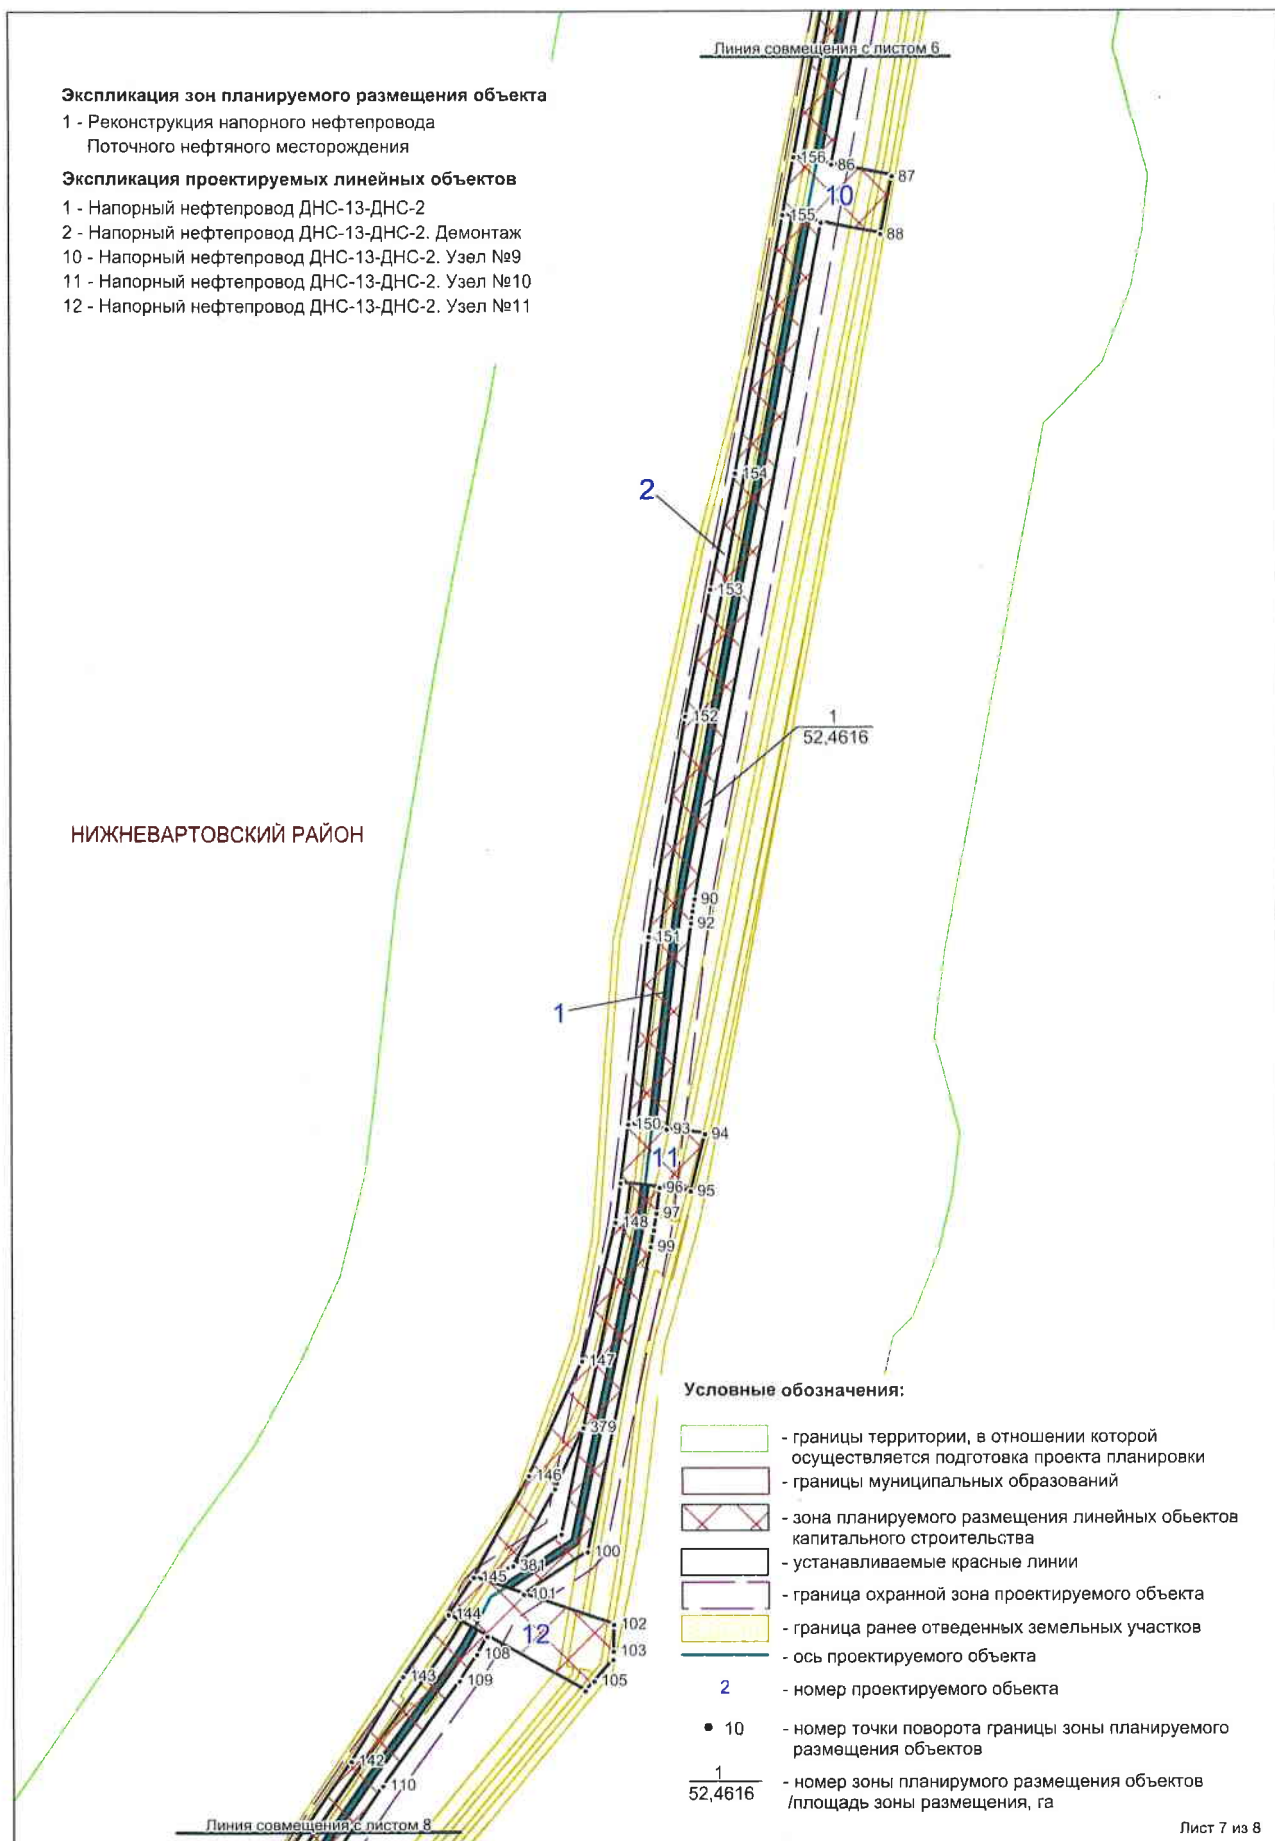 Линия совмещения с листом 6
Экспликация зон планируемого размещения объекта
1 - Реконструкция напорного нефтепровода
Поточного нефтяного месторождения
Экспликация проектируемых линейных объектов
1 - Напорный нефтепровод ДНС-13-ДНС-2
2 - Напорный нефтепровод ДНС-13-ДНС-2. Демонтаж
10 - Напорный нефтепровод ДНС-13-ДНС-2. Узел №9
11 - Напорный нефтепровод ДНС-13-ДНС-2. Узел №10
12 - Напорный нефтепровод ДНС-13-ДНС-2. Узел №11
156
86
87
10
155
88
154
2
153
152
1
52,4616
НИЖНЕВАРТОВСКИЙ РАЙОН
90
92
151
1
150
93
94
11
96
95
97
148
99
147
379
146
100
381
145
101
144
102
12
103
108
143
109
105
142
110
Линия совмещения с листом 8
Условные обозначения:
- границы территории, в отношении которой
осуществляется подготовка проекта планировки
- границы муниципальных образований
- зона планируемого размещения линейных обьектов
капитального строительства
- устанавливаемые красные линии
- граница охранной зона проектируемого объекта
- граница ранее отведенных земельных участков
- ось проектируемого объекта
2 - номер проектируемого обьекта
10 - номер точки поворота границы зоны планируемого
размещения объектов
1
52,4616
- номер зоны планирумого размещения объектов
/площадь зоны размещения, га
Лист 7 из 8